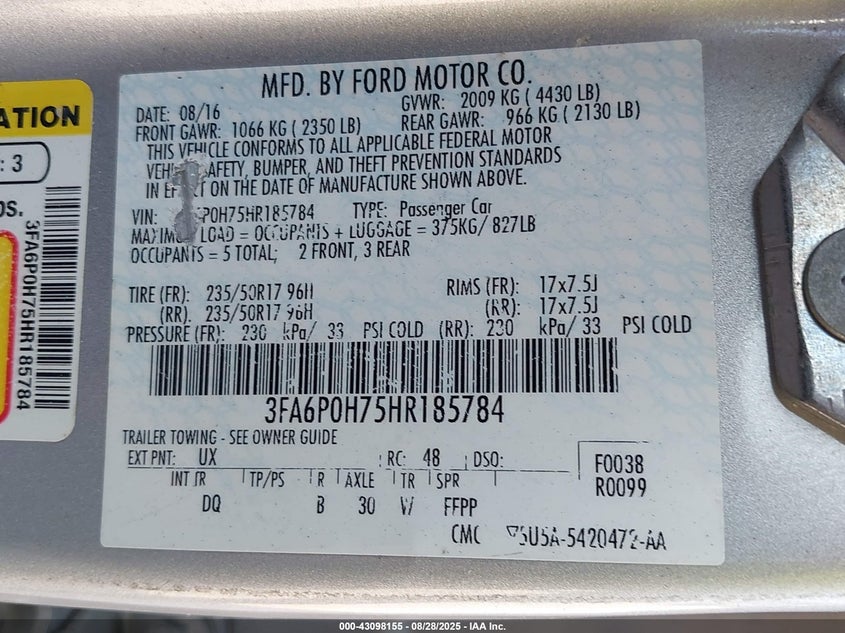 ATION
: 3
DS.
3FA6P0H75HR185784
MFD. BY FORD MOTOR CO.
DATE: 08/16 GVWR: 2009 KG ( 4430 LB)
FRONT GAWR: 1066 KG ( 2350 LB) REAR GAWR: 966 KG ( 2130 LB)
THIS VEHICLE CONFORMS TO ALL APPLICABLE FEDERAL MOTOR
AFETY, BUMPER, AND THEFT PREVENTION STANDARDS
IN ON THE DATE OF MANUFACTURE SHOWN ABOVE.
VIN: P0H75HR185784 TYPE: Passenger Car
LOAD = OCCUPANTS + LUGGAGE = 375KG/ 827LB
OCCUPANTS = 5 TOTAL; 2 FRONT, 3 REAR
TIRE (FR): 235/50R17 96H RIMS (FR): 17x7.5J
(RR): 235/50R17 96H (RR): 17x7.5J
PRESSURE (FR): 230 kPa/ 33 PSI COLD (RR): 230 kPa/ 33 PSI COLD
3FA6P0H75HR185784
TRAILER TOWING - SEE OWNER GUIDE
EXT PNT: UX RC: 48 DSO: F0038
INT TR TP/PS R AXLE TR SPR R0099
DQ B 30 W FFPP
CMC 5U5A-5420472-AA
000-43098155 | 08/28/2025 - IAA Inc.